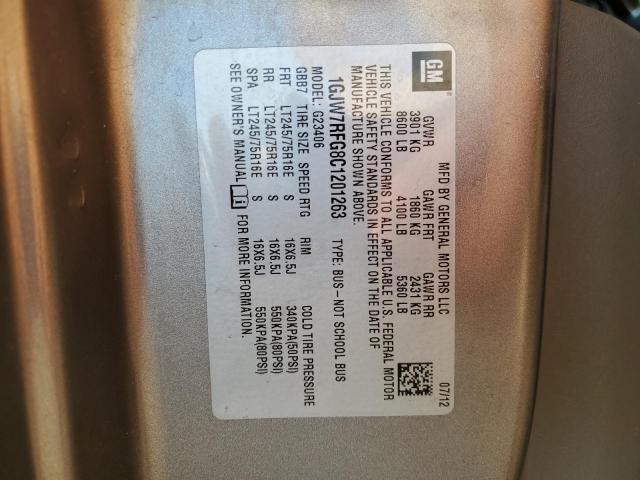 GM
MFD BY GENERAL MOTORS LLC
07/12
GVWR GAWR FRT GAWR RR
3901 KG 1860 KG 2431 KG
8600 LB 4100 LB 5360 LB
THIS VEHICLE CONFORMS TO ALL APPLICABLE U.S. FEDERAL MOTOR
VEHICLE SAFETY STANDARDS IN EFFECT ON THE DATE OF
MANUFACTURE SHOWN ABOVE.
1GJW7RFG8C1201263 TYPE: BUS-NOT SCHOOL BUS
MODEL: G23406
GBB7 TIRE SIZE SPEED RTG RIM COLD TIRE PRESSURE
FRT LT245/75R16E S 16X6.5J 340KPA(50PSI)
RR LT245/75R16E S 16X6.5J 550KPA(80PSI)
SPA LT245/75R16E S 16X6.5J 550KPA(80PSI)
SEE OWNER'S MANUAL i FOR MORE INFORMATION.